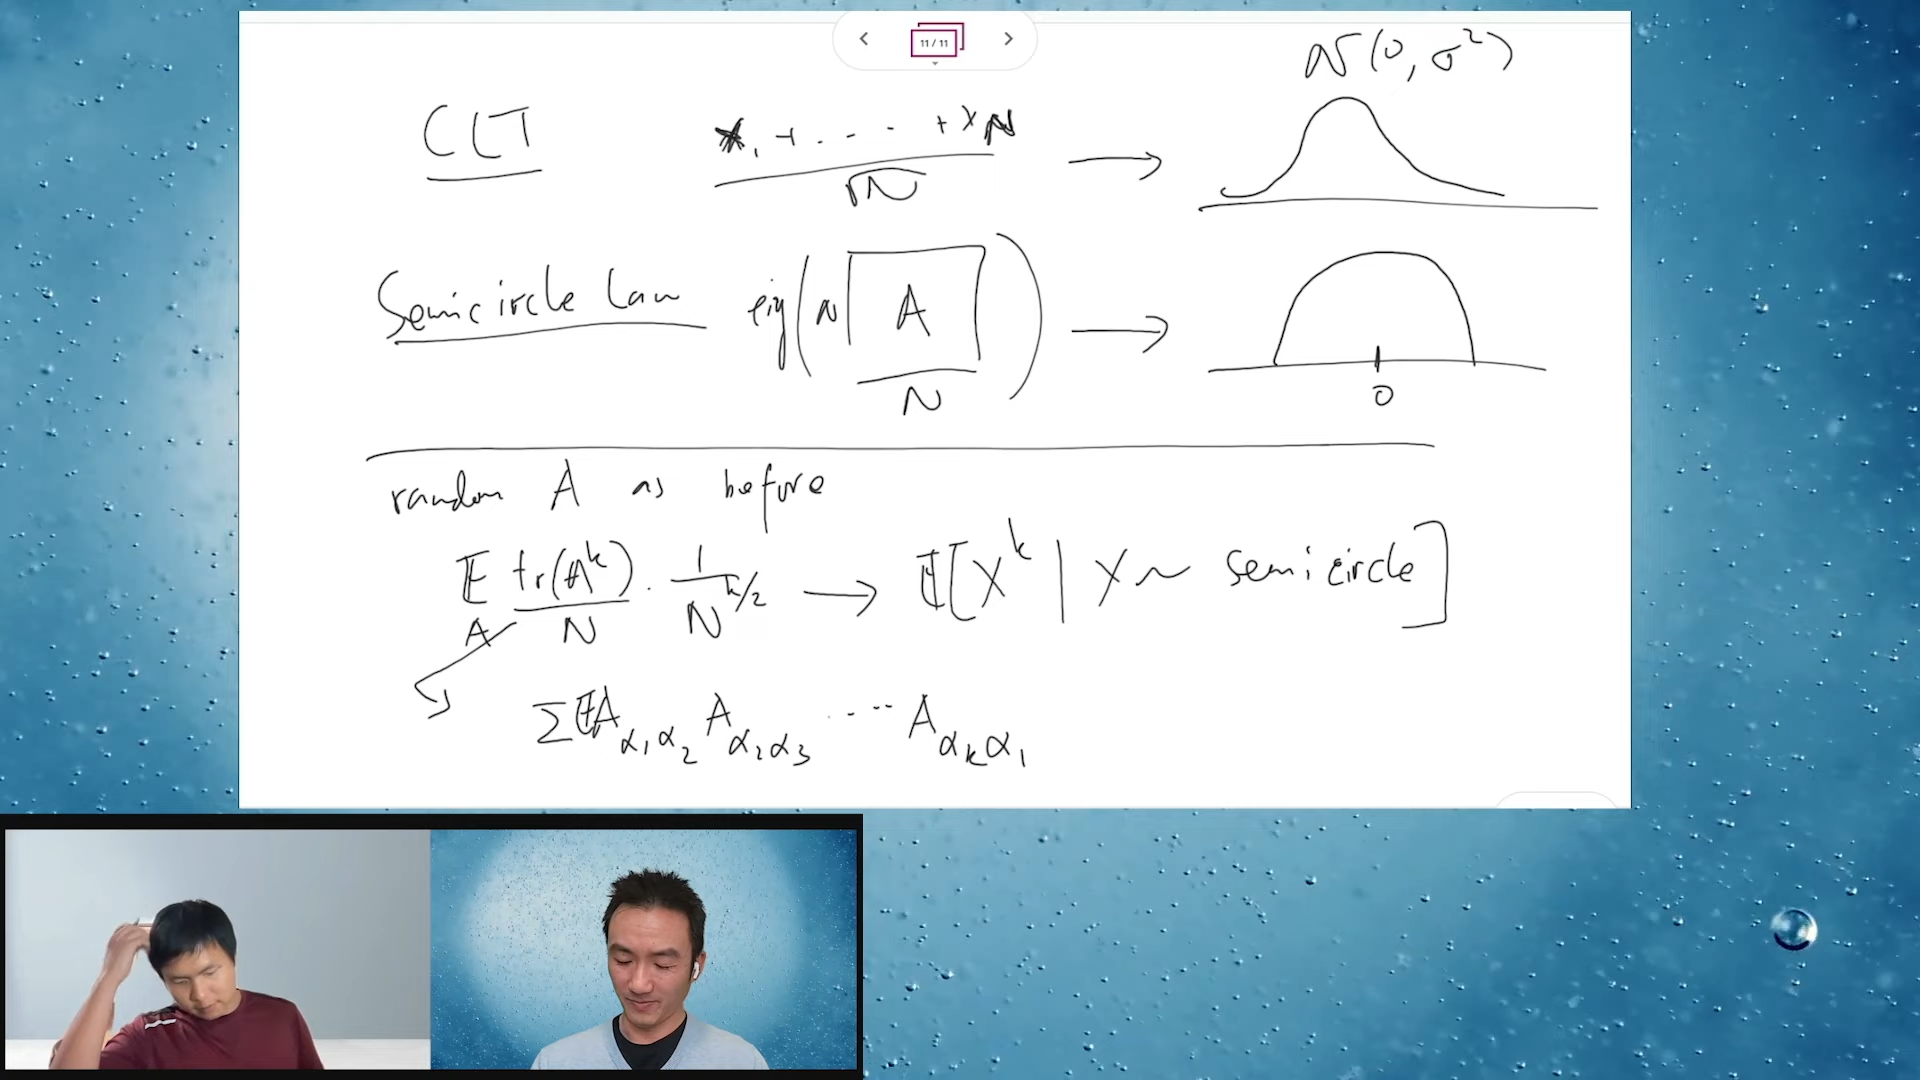 11 / 11
CLT x₁ + . - - + x_N / √N → N(0, σ²)
Semicircle Law eig(N [A] / N) → 0
random A as before
E_A tr(A^k)/N · 1/N^{k/2} → E[X^k | X ~ semicircle]
Σ E A_{α₁α₂} A_{α₂α₃} ... A_{α_kα₁}